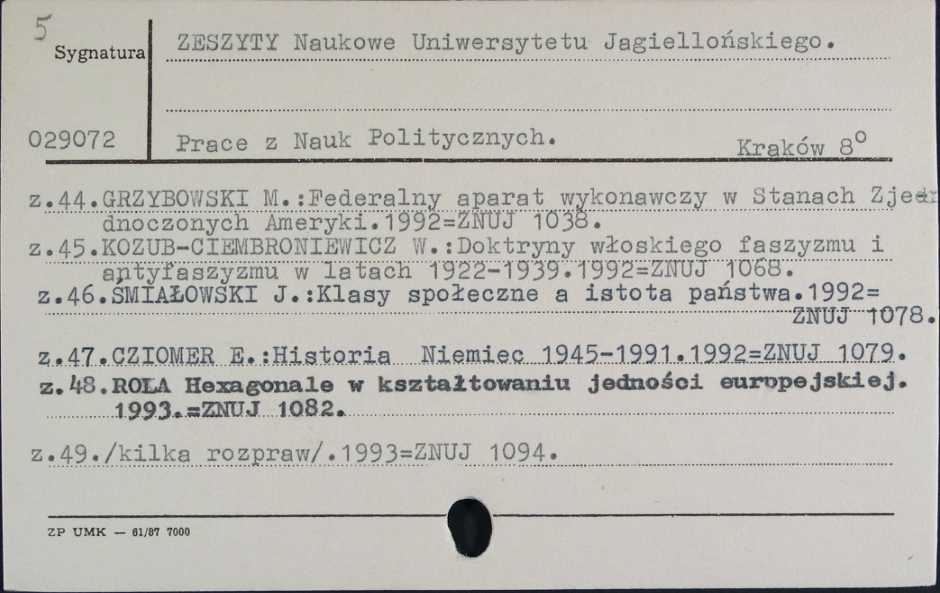 5
Sygnatura
ZESZYTY Naukowe Uniwersytetu Jagiellońskiego.
029072
Prace z Nauk Politycznych.
Kraków 8°
z.44.GRZYBOWSKI M.:Federalny aparat wykonawczy w Stanach Zjed
dnoczonych Ameryki.1992=ZNUJ 1038.
z.45.KOZUB-CIEMBRONIEWICZ W.:Doktryny włoskiego faszyzmu i
antyfaszyzmu w latach 1922-1939.1992=ZNUJ 1068.
z.46.ŚMIAŁOWSKI J.:Klasy społeczne a istota państwa.1992=
ZNUJ 1078.
z.47.CZIOMER E.:Historia Niemiec 1945-1991.1992=ZNUJ 1079.
z.48.ROLA Hexagonale w kształtowaniu jedności europejskiej.
1993.=ZNUJ 1082.
z.49./kilka rozpraw/.1993=ZNUJ 1094.
ZP UMK — 61/87 7000